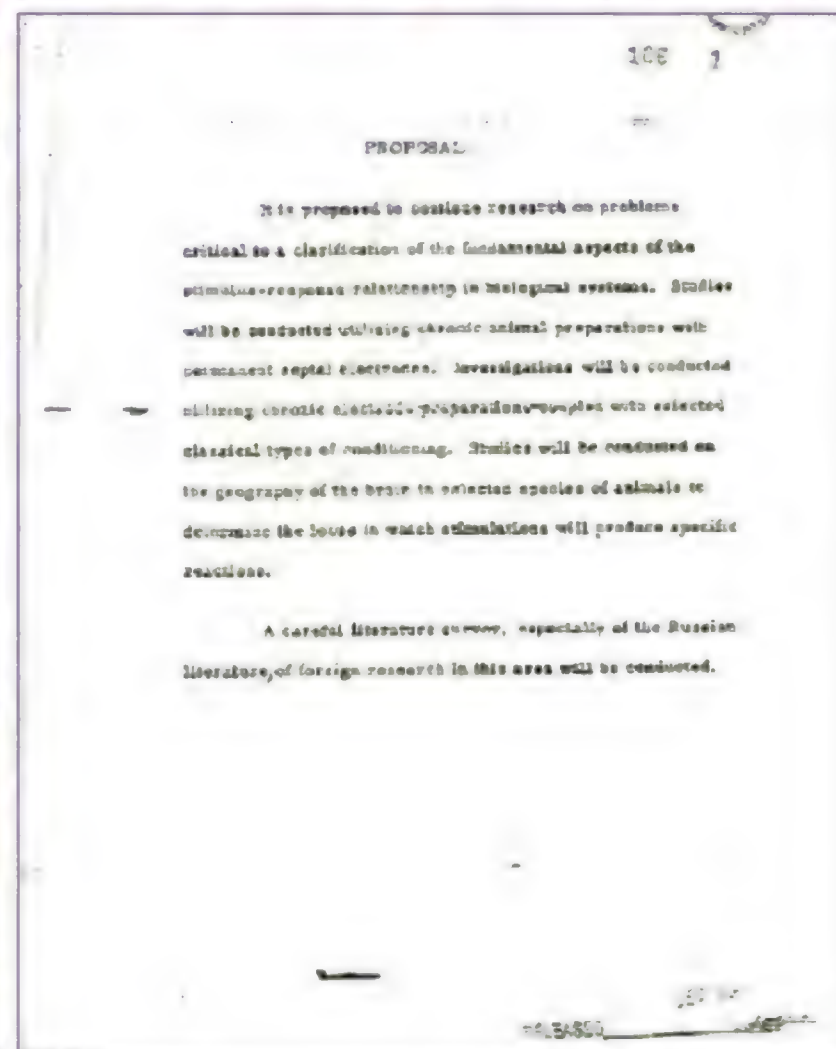 106 1
PROPOSAL
It is proposed to continue research on problems
critical to a clarification of the fundamental aspects of the
stimulus-response relationship in biological systems. Studies
will be conducted utilizing chronic animal preparations with
permanent septal electrodes. Investigations will be conducted
utilizing chronic electrode preparations coupled with selected
classical types of conditioning. Studies will be conducted on
the geography of the brain in selected species of animals to
determine the in which stimulations will produce specific
reactions.
A careful literature survey, especially of the Russian
literature, of foreign research in this area will be conducted.